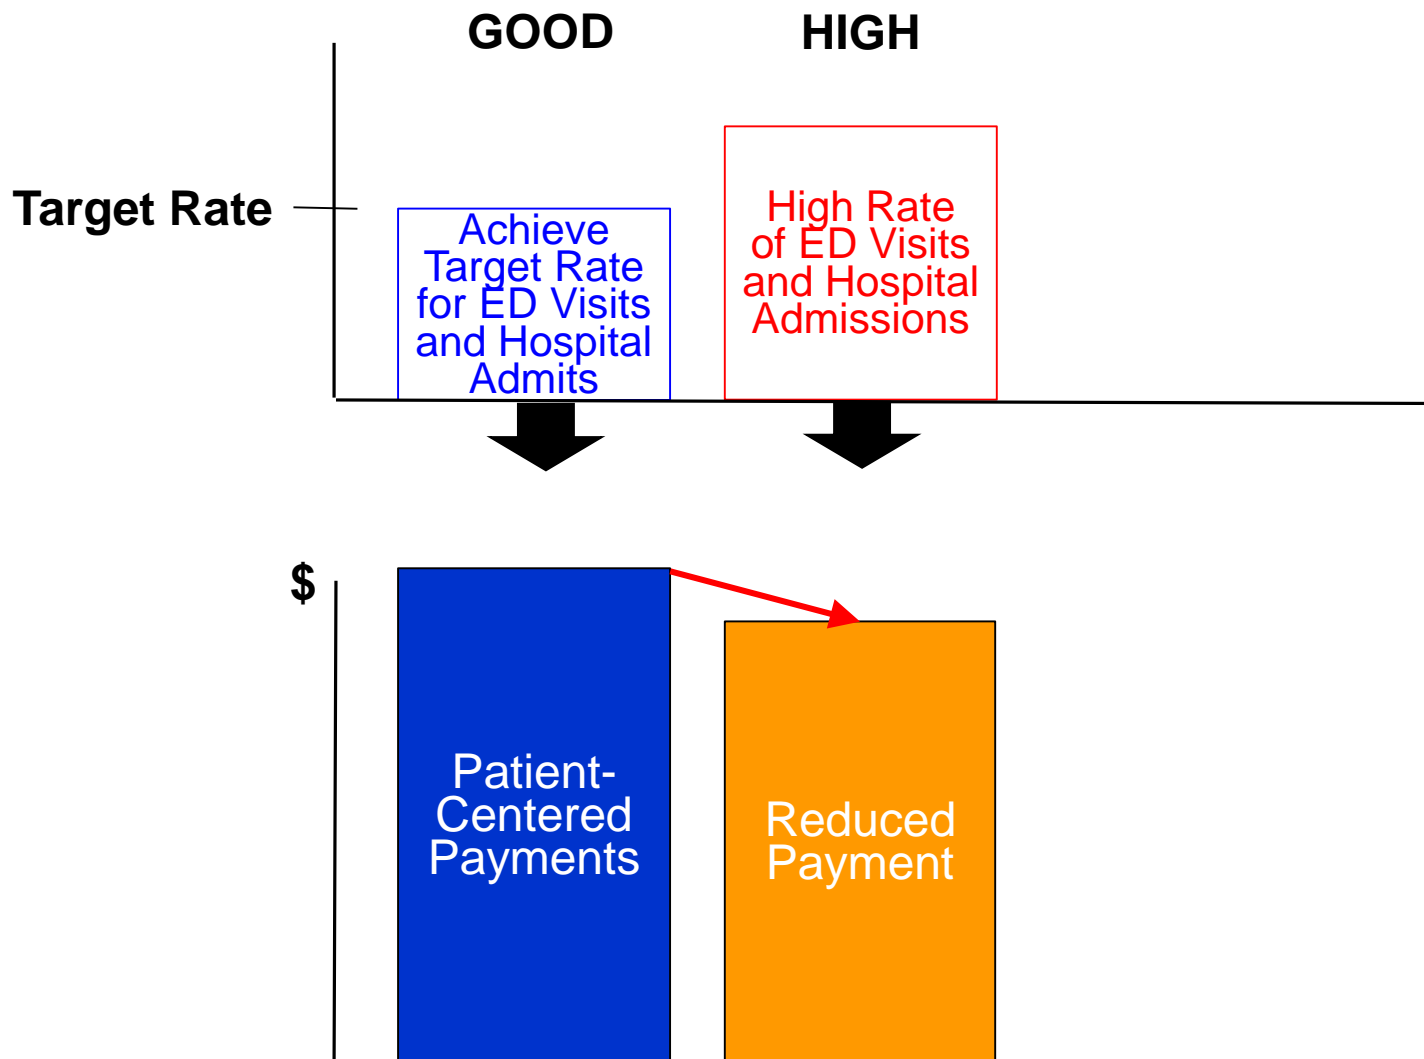 GOOD
HIGH
Target Rate
Achieve
Target Rate
for ED Visits
and Hospital
Admits
High Rate
of ED Visits
and Hospital
Admissions
$
Patient-
Centered
Payments
Reduced
Payment